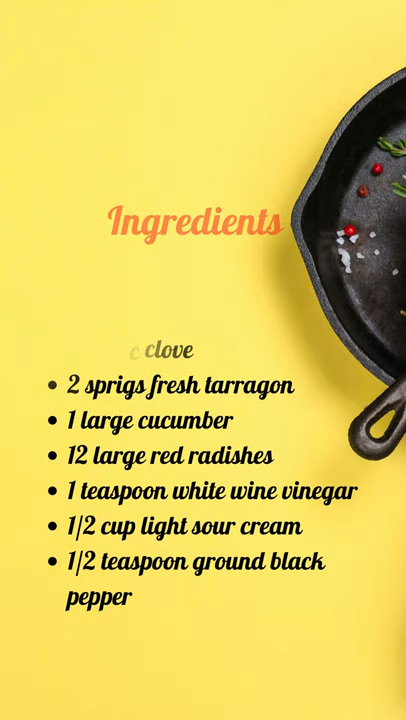 Ingredients
c clove
• 2 sprigs fresh tarragon
• 1 large cucumber
• 12 large red radishes
• 1 teaspoon white wine vinegar
• 1/2 cup light sour cream
• 1/2 teaspoon ground black
pepper